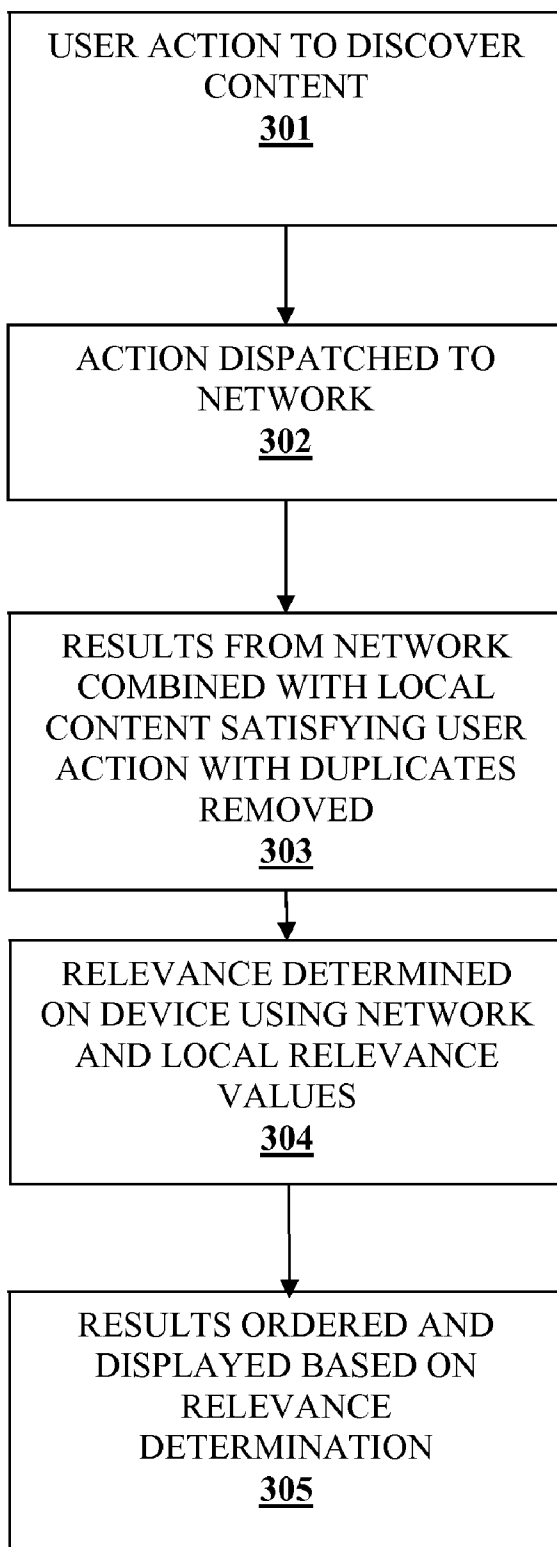 USER ACTION TO DISCOVER
CONTENT
301
ACTION DISPATCHED TO
NETWORK
302
RESULTS FROM NETWORK
COMBINED WITH LOCAL
CONTENT SATISFYING USER
ACTION WITH DUPLICATES
REMOVED
303
RELEVANCE DETERMINED
ON DEVICE USING NETWORK
AND LOCAL RELEVANCE
VALUES
304
RESULTS ORDERED AND
DISPLAYED BASED ON
RELEVANCE
DETERMINATION
305